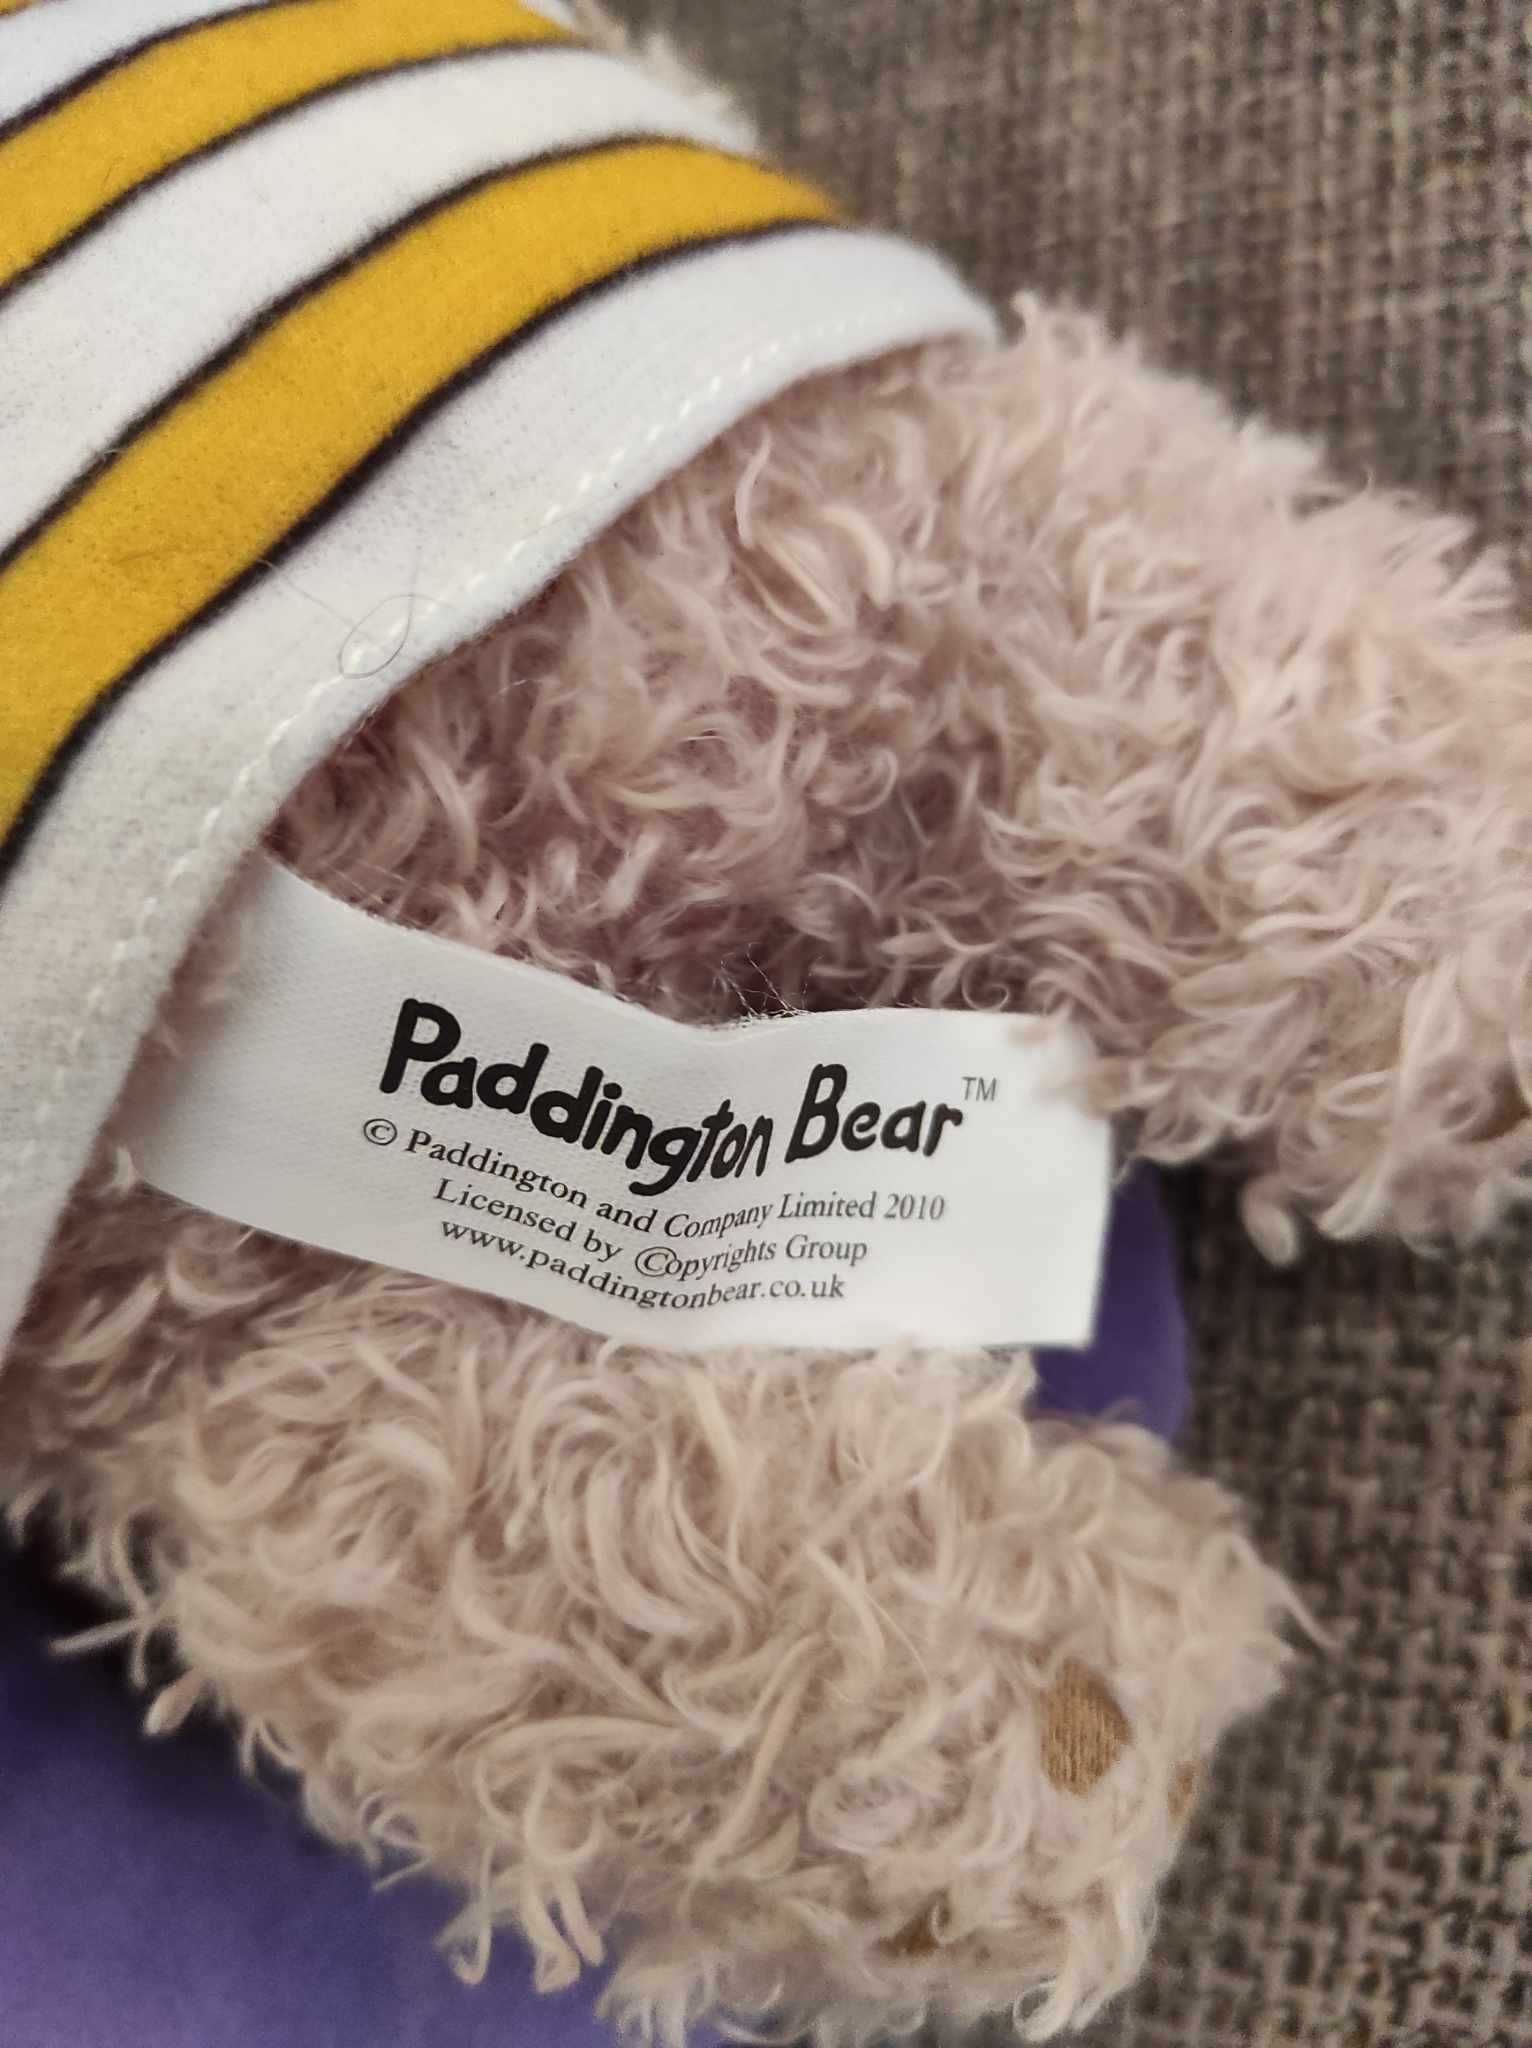 Paddington Bear™
© Paddington and Company Limited 2010
Licensed by ©opyrights Group
www.paddingtonbear.co.uk